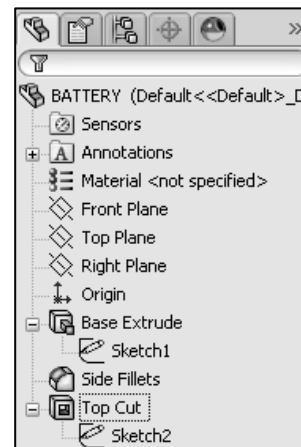 »
BATTERY (Default<<Default>_D
Sensors
A Annotations
Material <not specified>
Front Plane
Top Plane
Right Plane
Origin
Base Extrude
Sketch1
Side Fillets
Top Cut
Sketch2